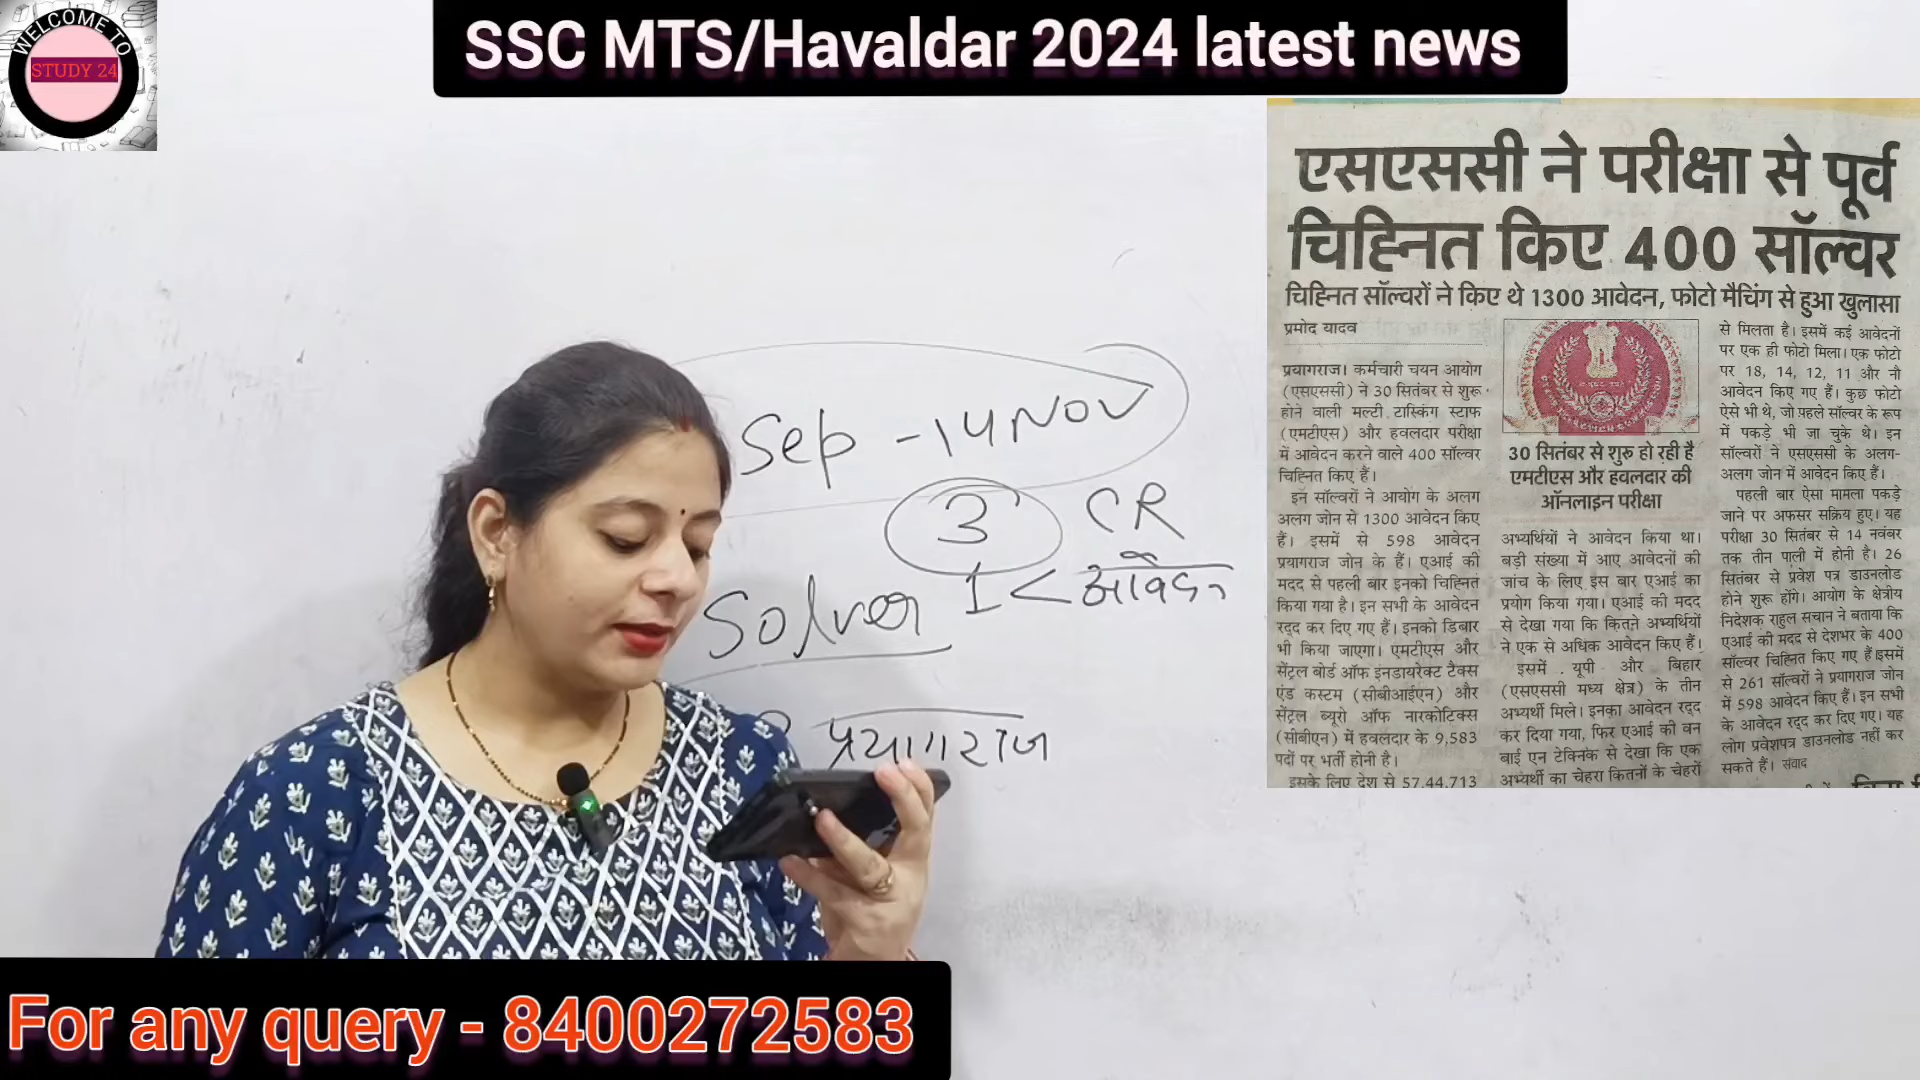 WELCOME TO
STUDY 24
SSC MTS/Havaldar 2024 latest news
Sep - 14 Nov
3 CR
Solver 1 < आवेदन
प्रयागराज
एसएससी ने परीक्षा से पूर्व
चिह्नित किए 400 सॉल्वर
चिह्नित सॉल्वरों ने किए थे 1300 आवेदन, फोटो मैचिंग से हुआ खुलासा
प्रमोद यादव
प्रयागराज। कर्मचारी चयन आयोग
(एसएससी) ने 30 सितंबर से शुरू
होने वाली मल्टी टास्किंग स्टाफ
(एमटीएस) और हवलदार परीक्षा
में आवेदन करने वाले 400 सॉल्वर
चिह्नित किए हैं।
इन सॉल्वरों ने आयोग के अलग
अलग जोन से 1300 आवेदन किए
हैं। इसमें से 598 आवेदन
प्रयागराज जोन के हैं। एआई की
मदद से पहली बार इनको चिह्नित
किया गया है। इन सभी के आवेदन
रद्द कर दिए गए हैं। इनको डिबार
भी किया जाएगा। एमटीएस और
सेंट्रल बोर्ड ऑफ इनडायरेक्ट टैक्स
एंड कस्टम (सीबीआईएन) और
सेंट्रल ब्यूरो ऑफ नारकोटिक्स
(सीबीएन) में हवलदार के 9,583
पदों पर भर्ती होनी है।
इसके लिए देश से 57,44,713
30 सितंबर से शुरू हो रही है
एमटीएस और हवलदार की
ऑनलाइन परीक्षा
अभ्यर्थियों ने आवेदन किया था।
बड़ी संख्या में आए आवेदनों की
जांच के लिए इस बार एआई का
प्रयोग किया गया। एआई की मदद
से देखा गया कि कितने अभ्यर्थियों
ने एक से अधिक आवेदन किए हैं।
इसमें यूपी और बिहार
(एसएससी मध्य क्षेत्र) के तीन
अभ्यर्थी मिले। इनका आवेदन रद्द
कर दिया गया, फिर एआई की वन
बाई एन टेक्निक से देखा कि एक
अभ्यर्थी का चेहरा कितनों के चेहरों
से मिलता है। इसमें कई आवेदनों
पर एक ही फोटो मिला। एक फोटो
पर 18, 14, 12, 11 और नौ
आवेदन किए गए हैं। कुछ फोटो
ऐसे भी थे, जो पहले सॉल्वर के रूप
में पकड़े भी जा चुके थे। इन
सॉल्वरों ने एसएससी के अलग-
अलग जोन में आवेदन किए हैं।
पहली बार ऐसा मामला पकड़े
जाने पर अफसर सक्रिय हुए। यह
परीक्षा 30 सितंबर से 14 नवंबर
तक तीन पाली में होनी है। 26
सितंबर से प्रवेश पत्र डाउनलोड
होने शुरू होंगे। आयोग के क्षेत्रीय
निदेशक राहुल सचान ने बताया कि
एआई की मदद से देशभर के 400
सॉल्वर चिह्नित किए गए हैं।इसमें
से 261 सॉल्वरों ने प्रयागराज जोन
में 598 आवेदन किए हैं। इन सभी
के आवेदन रद्द कर दिए गए। यह
लोग प्रवेशपत्र डाउनलोड नहीं कर
सकते हैं। संवाद
For any query - 8400272583